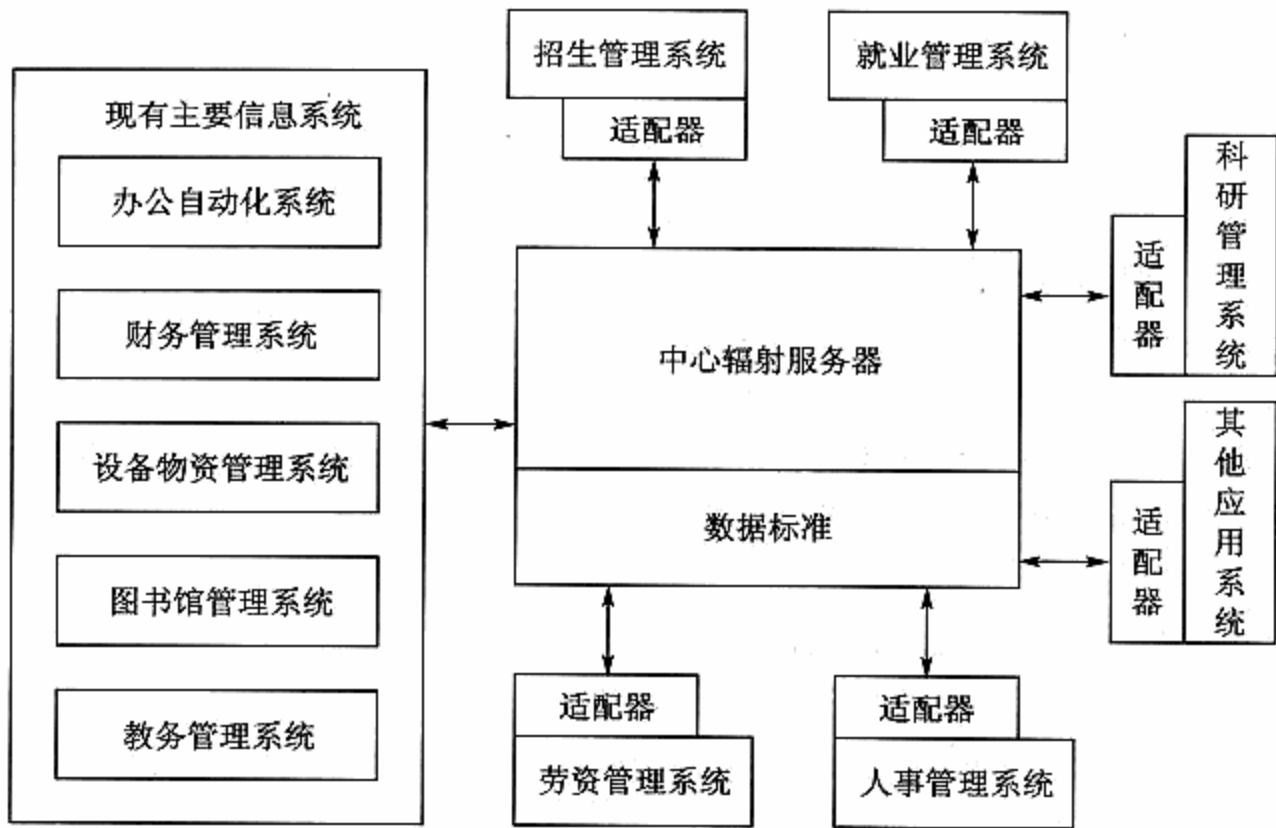 招生管理系统
适配器
就业管理系统
适配器
现有主要信息系统
办公自动化系统
财务管理系统
设备物资管理系统
图书馆管理系统
教务管理系统
中心辐射服务器
数据标准
适配器
科研管理系统
适配器
其他应用系统
适配器
劳资管理系统
适配器
人事管理系统